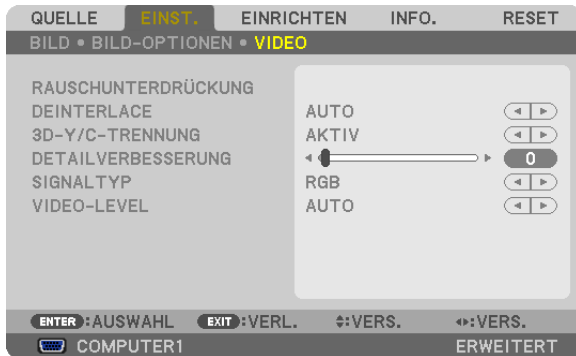 QUELLE EINST. EINRICHTEN INFO. RESET
BILD • BILD-OPTIONEN • VIDEO
RAUSCHUNTERDRÜCKUNG
DEINTERLACE AUTO
3D-Y/C-TRENNUNG AKTIV
DETAILVERBESSERUNG 0
SIGNALTYP RGB
VIDEO-LEVEL AUTO
ENTER :AUSWAHL EXIT :VERL. :VERS. :VERS.
COMPUTER1 ERWEITERT